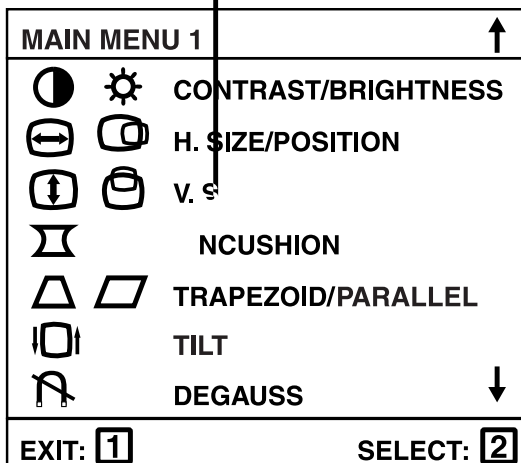 MAIN MENU 1
CONTRAST/BRIGHTNESS
H. SIZE/POSITION
V. S
NCUSHION
TRAPEZOID/PARALLEL
TILT
DEGAUSS
EXIT: 1 SELECT: 2